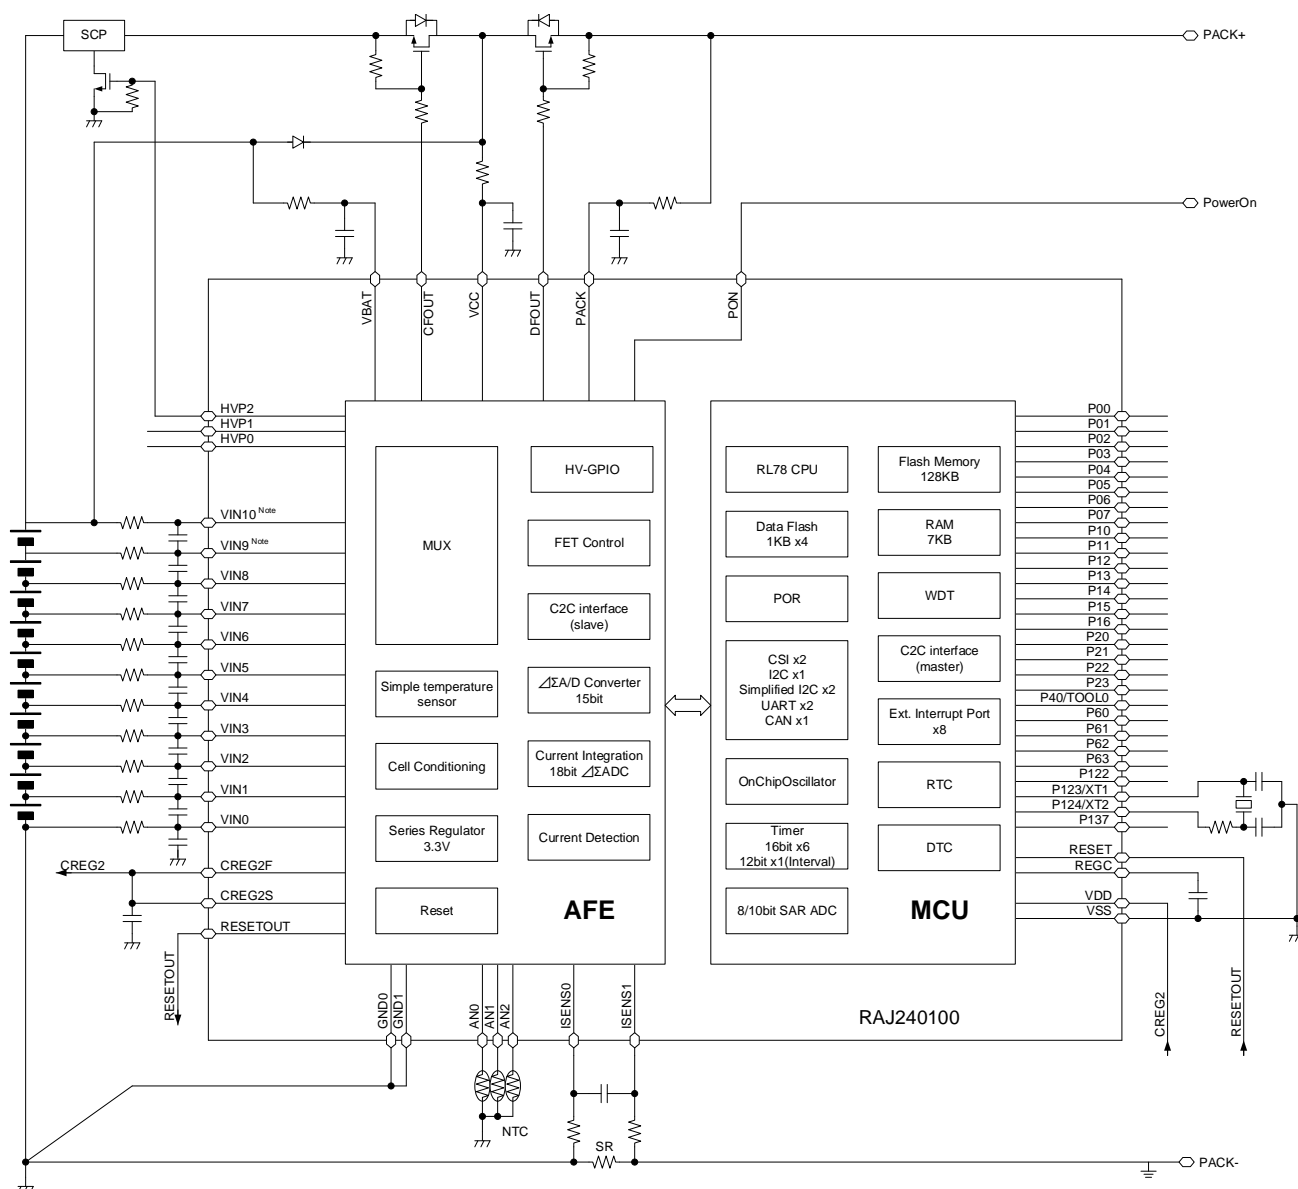 SCP
PACK+
PowerOn
VBAT
CFOUT
VCC
DFOUT
PACK
PON
HVP2
HVP1
HVP0
VIN10 Note
VIN9 Note
VIN8
VIN7
VIN6
VIN5
VIN4
VIN3
VIN2
VIN1
VIN0
CREG2
CREG2F
CREG2S
RESETOUT
RESETOUT
MUX
HV-GPIO
FET Control
C2C interface
(slave)
Simple temperature
sensor
⊿ΣA/D Converter
15bit
Cell Conditioning
Current Integration
18bit ⊿ΣADC
Series Regulator
3.3V
Current Detection
Reset
AFE
RL78 CPU
Flash Memory
128KB
Data Flash
1KB x4
RAM
7KB
POR
WDT
CSI x2
I2C x1
Simplified I2C x2
UART x2
CAN x1
C2C interface
(master)
Ext. Interrupt Port
x8
OnChipOscillator
RTC
Timer
16bit x6
12bit x1(Interval)
DTC
8/10bit SAR ADC
MCU
P00
P01
P02
P03
P04
P05
P06
P07
P10
P11
P12
P13
P14
P15
P16
P20
P21
P22
P23
P40/TOOL0
P60
P61
P62
P63
P122
P123/XT1
P124/XT2
P137
RESET
REGC
VDD
VSS
GND0
GND1
AN0
AN1
AN2
ISENS0
ISENS1
RAJ240100
CREG2
RESETOUT
NTC
SR
PACK-